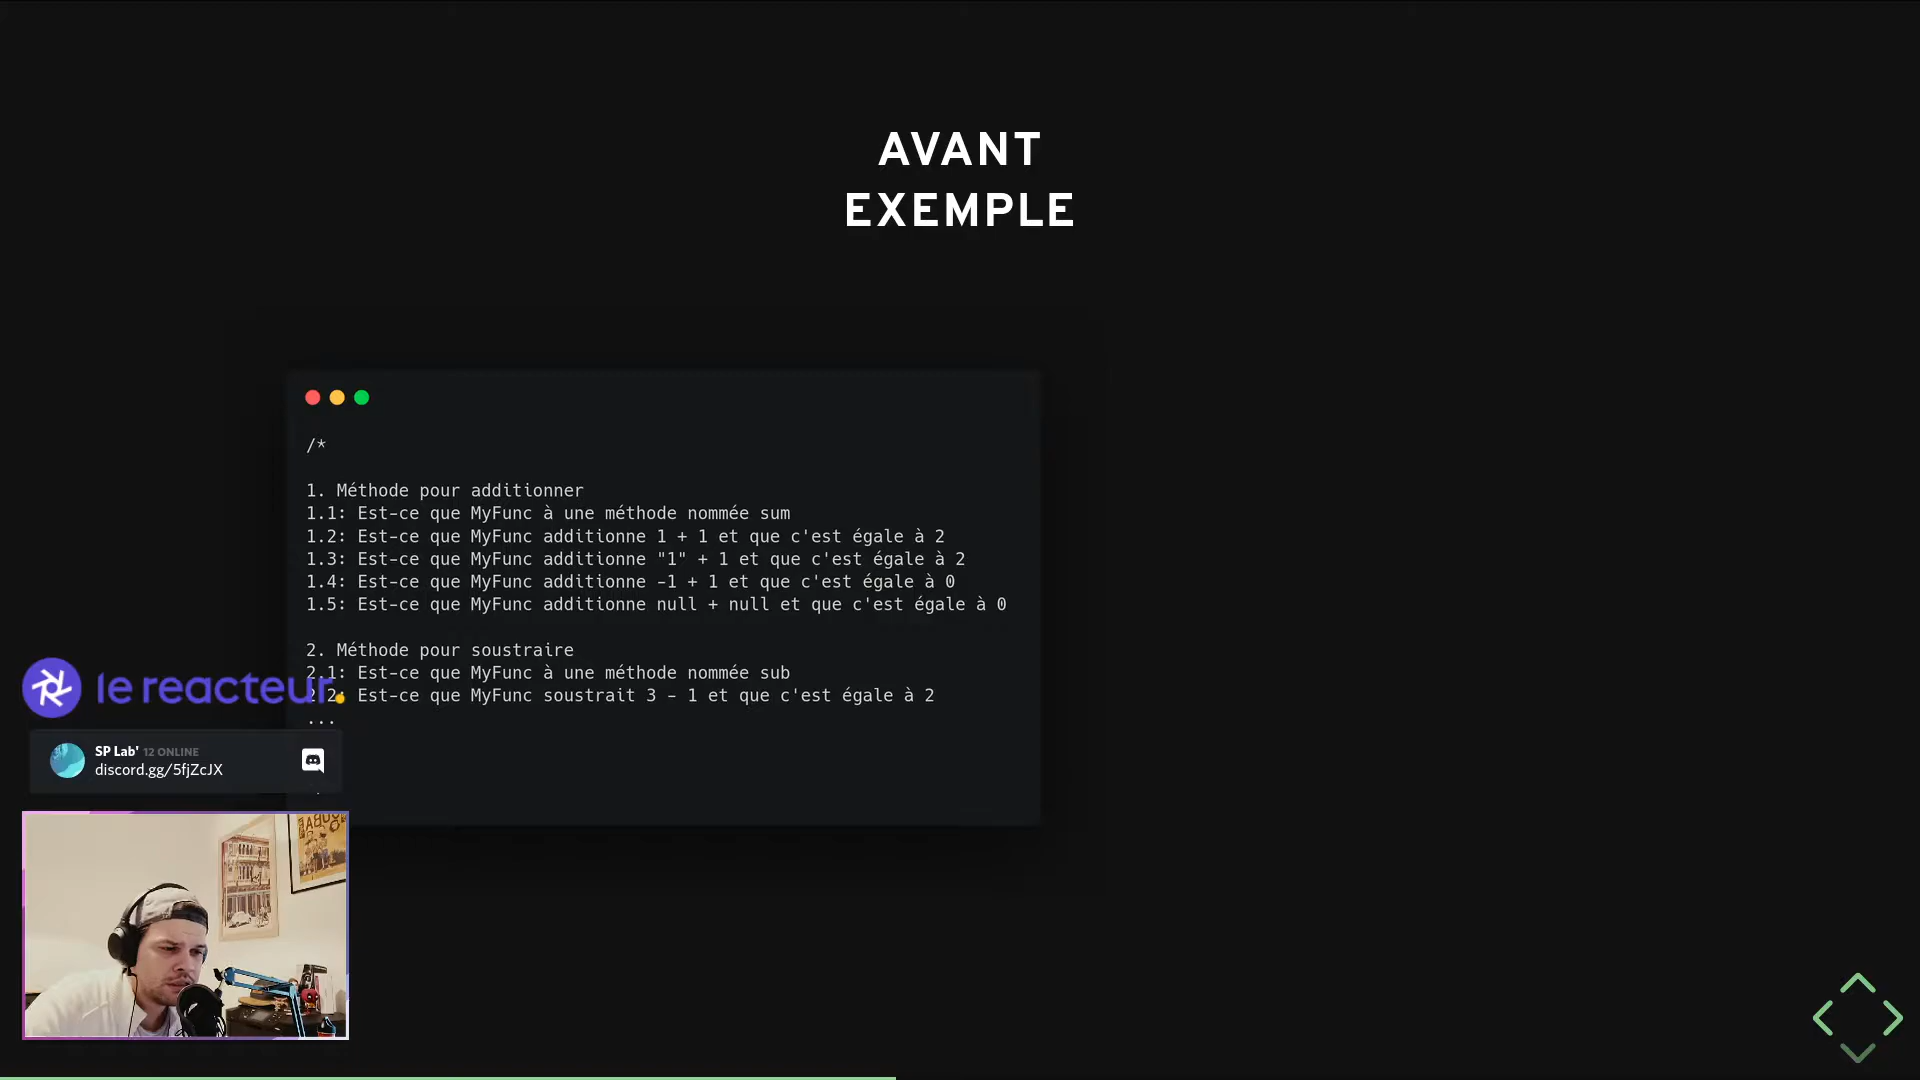 AVANT
EXEMPLE
/*
1. Méthode pour additionner
1.1: Est-ce que MyFunc à une méthode nommée sum
1.2: Est-ce que MyFunc additionne 1 + 1 et que c'est égale à 2
1.3: Est-ce que MyFunc additionne "1" + 1 et que c'est égale à 2
1.4: Est-ce que MyFunc additionne -1 + 1 et que c'est égale à 0
1.5: Est-ce que MyFunc additionne null + null et que c'est égale à 0
2. Méthode pour soustraire
2.1: Est-ce que MyFunc à une méthode nommée sub
2.2: Est-ce que MyFunc soustrait 3 - 1 et que c'est égale à 2
...
le reacteur.
SP Lab' 12 ONLINE
discord.gg/5fjZcJX